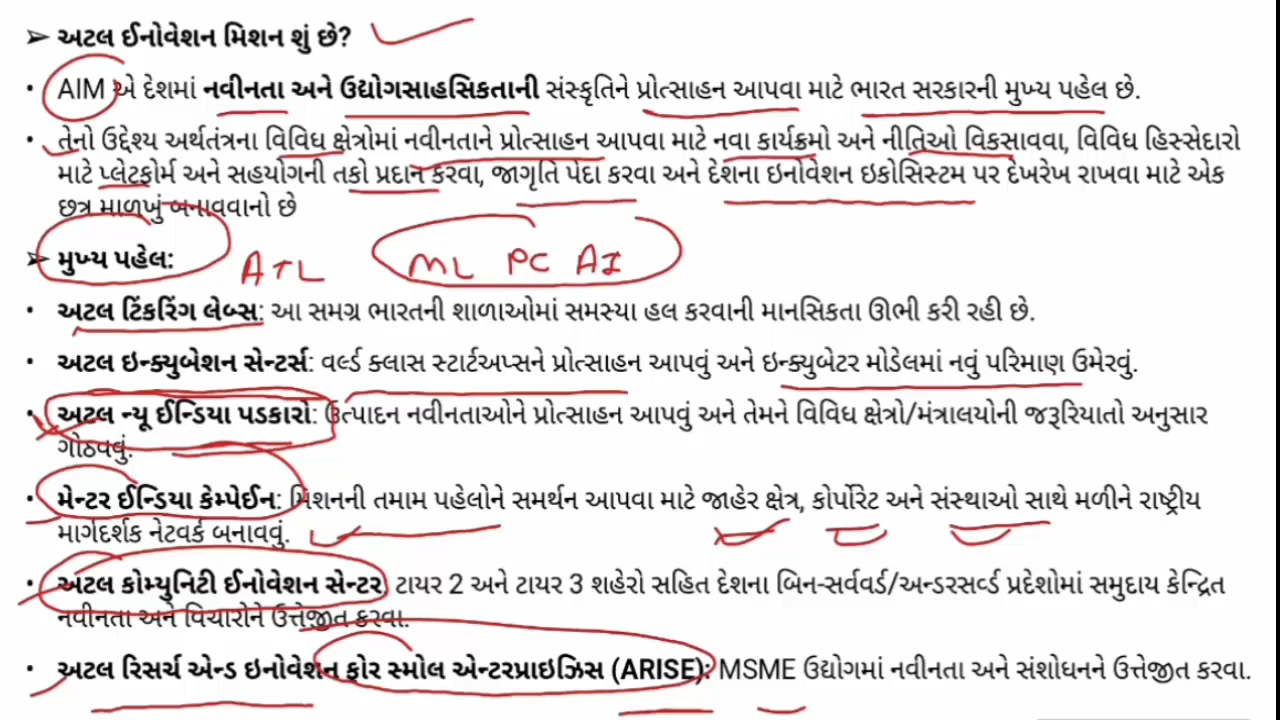 ➢ અટલ ઈનોવેશન મિશન શું છે?
• AIM એ દેશમાં નવીનતા અને ઉદ્યોગસાહસિકતાની સંસ્કૃતિને પ્રોત્સાહન આપવા માટે ભારત સરકારની મુખ્ય પહેલ છે.
• તેનો ઉદ્દેશ્ય અર્થતંત્રના વિવિધ ક્ષેત્રોમાં નવીનતાને પ્રોત્સાહન આપવા માટે નવા કાર્યક્રમો અને નીતિઓ વિકસાવવા, વિવિધ હિસ્સેદારો
માટે પ્લેટફોર્મ અને સહયોગની તકો પ્રદાન કરવા, જાગૃતિ પેદા કરવા અને દેશના ઇનોવેશન ઇકોસિસ્ટમ પર દેખરેખ રાખવા માટે એક
છત્ર માળખું બનાવવાનો છે
➢ મુખ્ય પહેલ:
ATL ML PC AI
• અટલ ટિંકરિંગ લેબ્સ: આ સમગ્ર ભારતની શાળાઓમાં સમસ્યા હલ કરવાની માનસિકતા ઊભી કરી રહી છે.
• અટલ ઇન્ક્યુબેશન સેન્ટર્સ: વર્લ્ડ ક્લાસ સ્ટાર્ટઅપ્સને પ્રોત્સાહન આપવું અને ઇન્ક્યુબેટર મોડેલમાં નવું પરિમાણ ઉમેરવું.
• અટલ ન્યૂ ઈન્ડિયા પડકારો: ઉત્પાદન નવીનતાઓને પ્રોત્સાહન આપવું અને તેમને વિવિધ ક્ષેત્રો/મંત્રાલયોની જરૂરિયાતો અનુસાર
ગોઠવવું.
• મેન્ટર ઈન્ડિયા કેમ્પેઈન: મિશનની તમામ પહેલોને સમર્થન આપવા માટે જાહેર ક્ષેત્ર, કોર્પોરેટ અને સંસ્થાઓ સાથે મળીને રાષ્ટ્રીય
માર્ગદર્શક નેટવર્ક બનાવવું.
• અટલ કોમ્યુનિટી ઈનોવેશન સેન્ટર: ટાયર 2 અને ટાયર 3 શહેરો સહિત દેશના બિન-સર્વવર્ડ/અન્ડરસર્વ્ડ પ્રદેશોમાં સમુદાય કેન્દ્રિત
નવીનતા અને વિચારોને ઉત્તેજીત કરવા.
• અટલ રિસર્ચ એન્ડ ઇનોવેશન ફોર સ્મોલ એન્ટરપ્રાઇઝિસ (ARISE): MSME ઉદ્યોગમાં નવીનતા અને સંશોધનને ઉત્તેજીત કરવા.